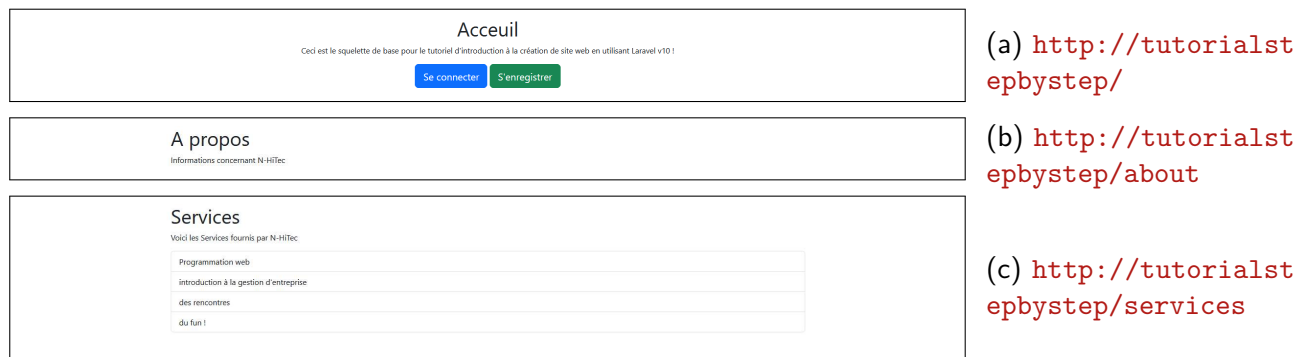 Acceuil
Ceci est le squelette de base pour le tutoriel d'introduction à la création de site web en utilisant Laravel v10 !
Se connecter S'enregistrer
(a) http://tutorialst
epbystep/
A propos
Informations concernant N-HiTec
(b) http://tutorialst
epbystep/about
Services
Voici les Services fournis par N-HiTec
Programmation web
introduction à la gestion d'entreprise
des rencontres
du fun !
(c) http://tutorialst
epbystep/services